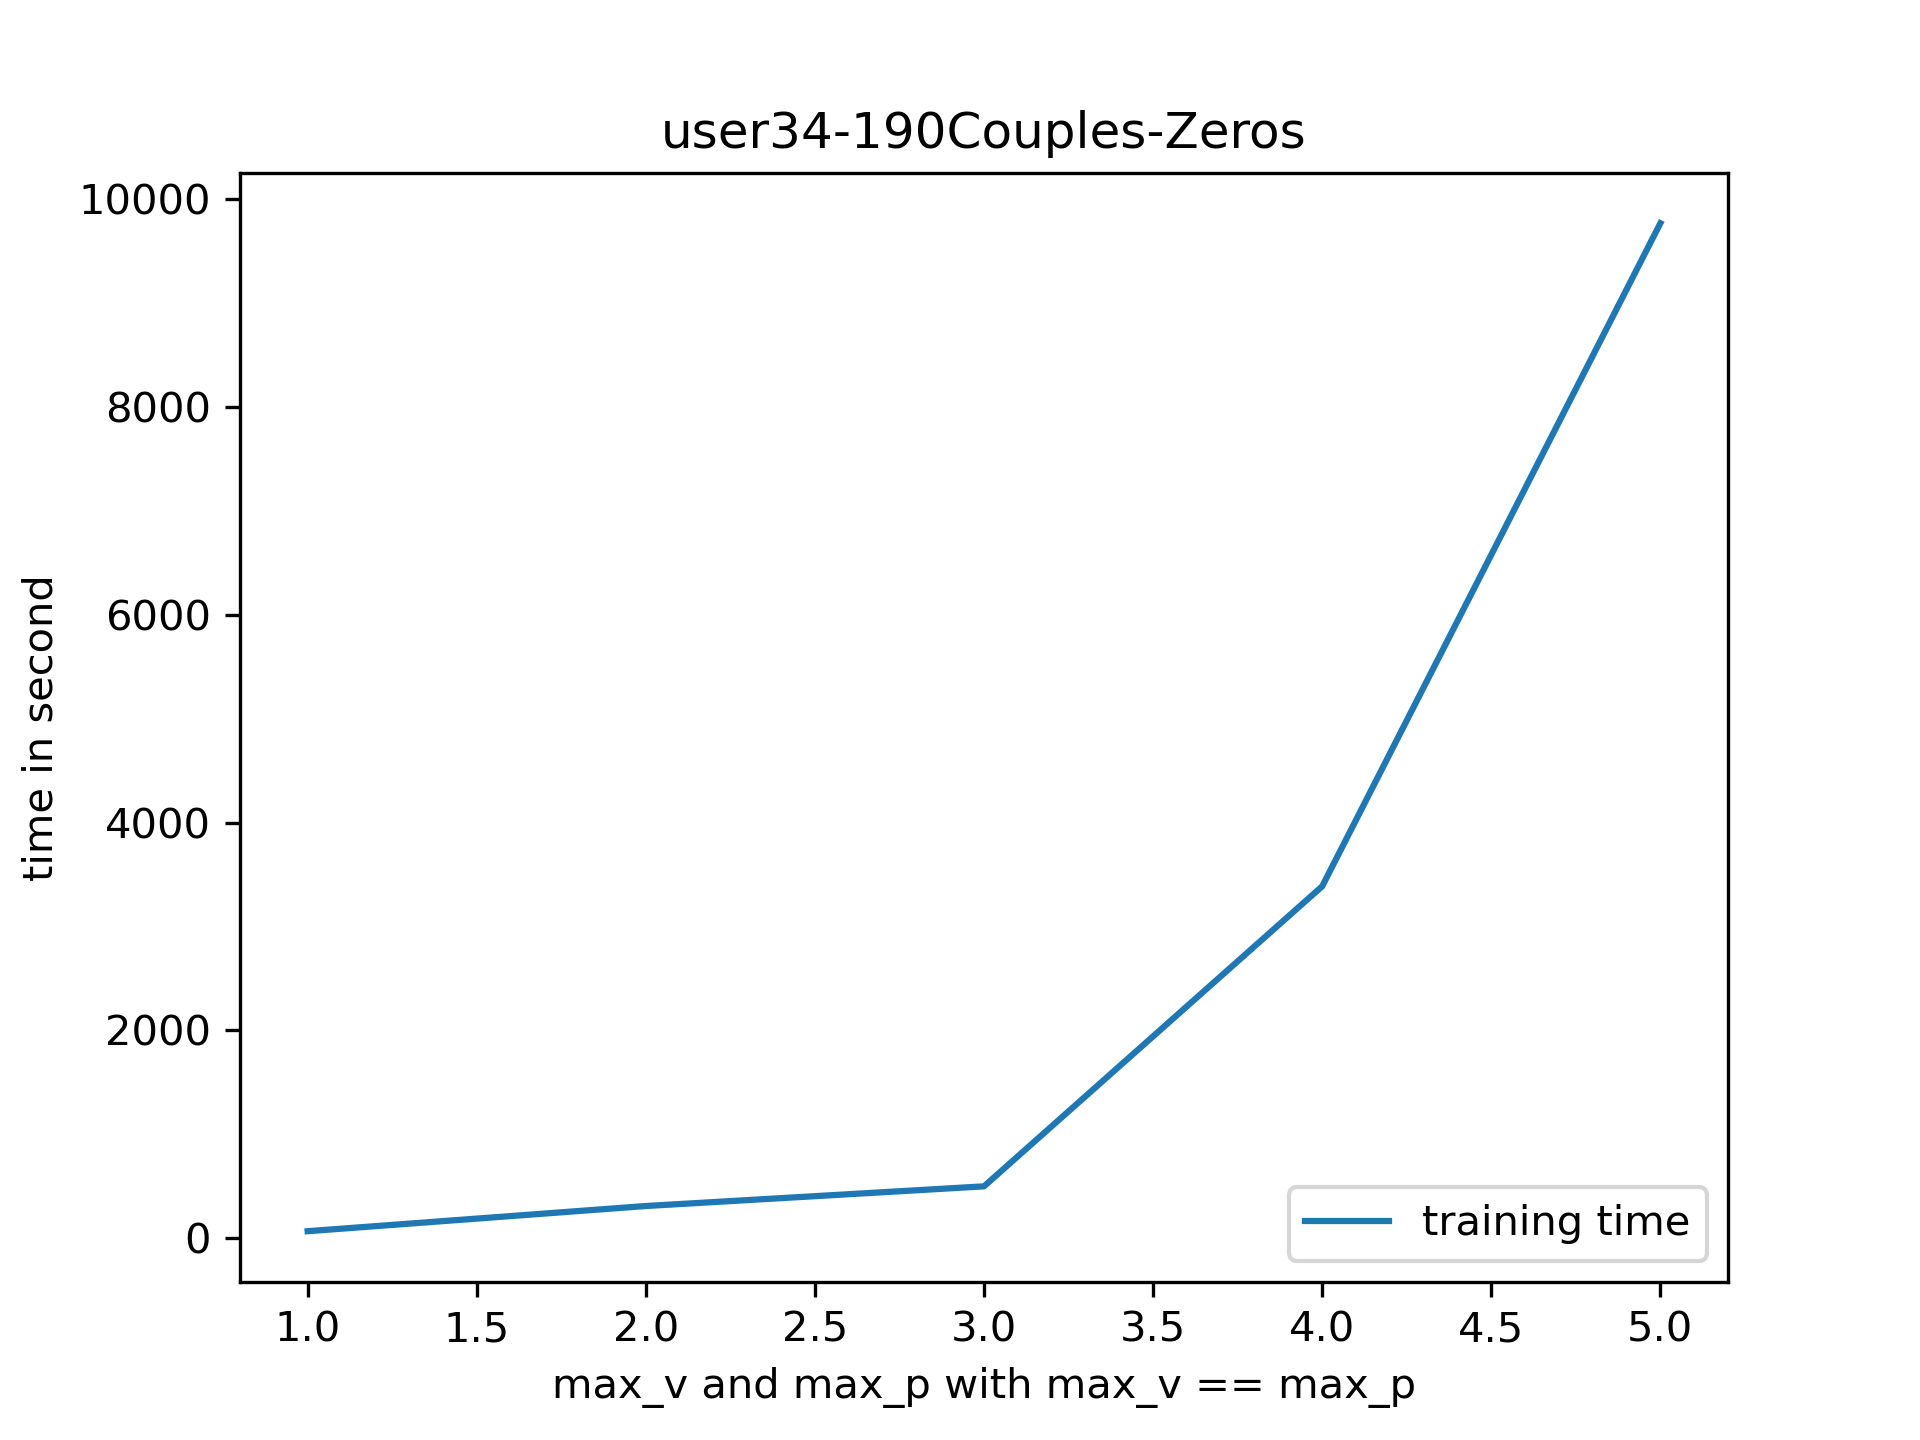 user34-190Couples-Zeros
10000
8000
6000
4000
2000
0
time in second
training time
1.0 1.5 2.0 2.5 3.0 3.5 4.0 4.5 5.0
max_v and max_p with max_v == max_p